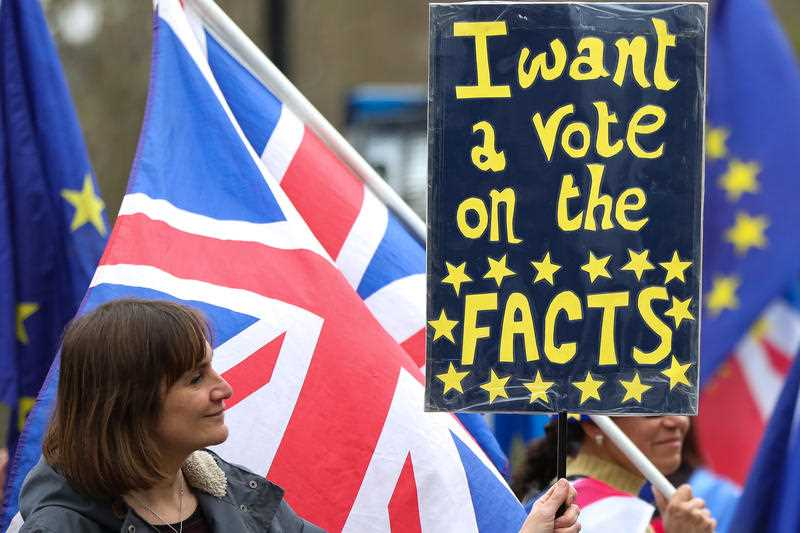 I want
a vote
on the
FACTS